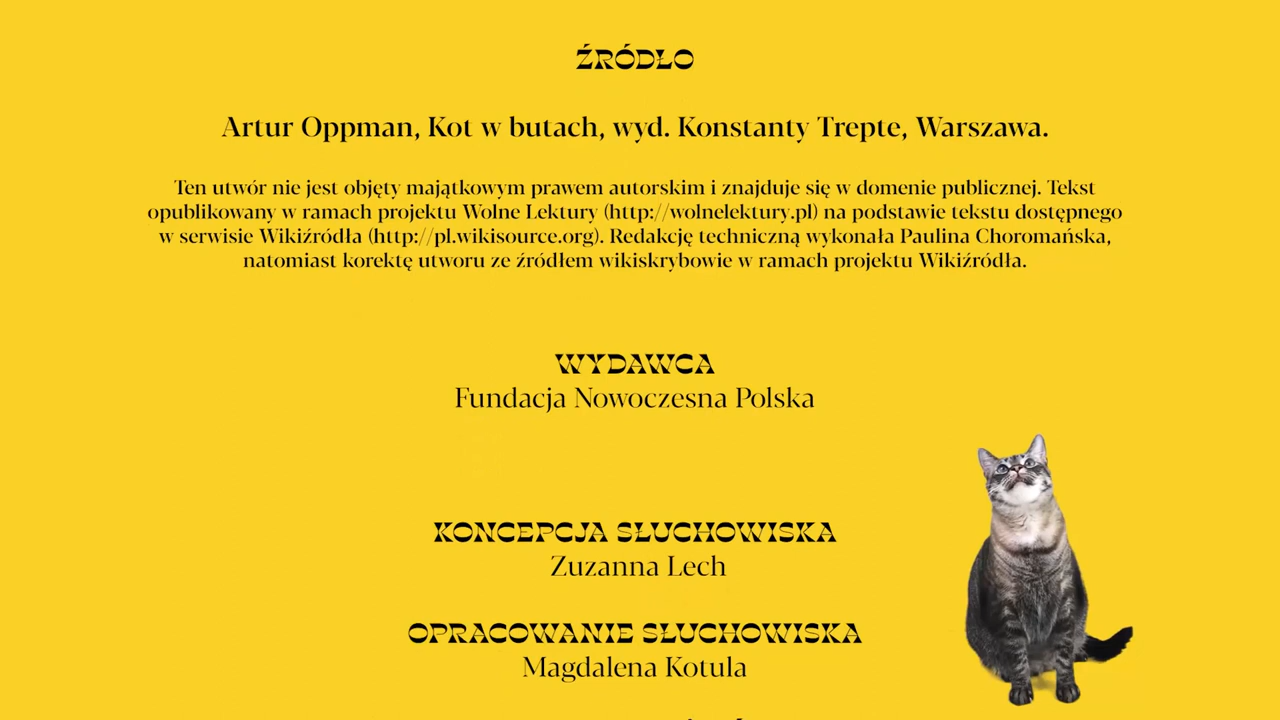 ŹRÓDŁO
Artur Oppman, Kot w butach, wyd. Konstanty Trepte, Warszawa.
Ten utwór nie jest objęty majątkowym prawem autorskim i znajduje się w domenie publicznej. Tekst
opublikowany w ramach projektu Wolne Lektury (http://wolnelektury.pl) na podstawie tekstu dostępnego
w serwisie Wikiźródła (http://pl.wikisource.org). Redakcję techniczną wykonała Paulina Choromańska,
natomiast korektę utworu ze źródłem wikiskrybowie w ramach projektu Wikiźródła.
WYDAWCA
Fundacja Nowoczesna Polska
KONCEPCJA SŁUCHOWISKA
Zuzanna Lech
OPRACOWANIE SŁUCHOWISKA
Magdalena Kotula